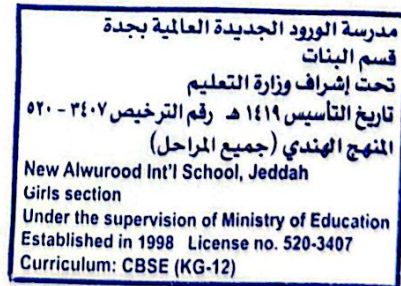 مدرسة الورود الجديدة العالمية بجدة
قسم البنات
تحت إشراف وزارة التعليم
تاريخ التأسيس ١٤١٩ هـ رقم الترخيص ٣٤٠٧ - ٥٢٠
المنهج الهندي (جميع المراحل)
New Alwurood Int'l School, Jeddah
Girls section
Under the supervision of Ministry of Education
Established in 1998 License no. 520-3407
Curriculum: CBSE (KG-12)